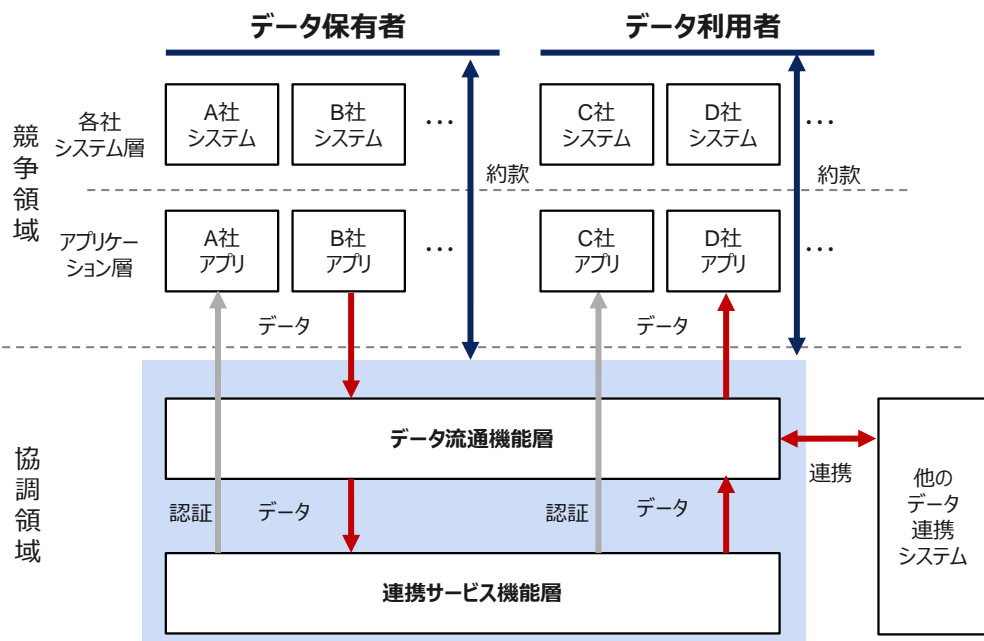 データ保有者
データ利用者
競争領域
各社
システム層
A社
システム
B社
システム
…
C社
システム
D社
システム
…
約款
約款
アプリケー
ション層
A社
アプリ
B社
アプリ
…
C社
アプリ
D社
アプリ
…
データ
データ
協調領域
データ流通機能層
連携
他の
データ
連携
システム
認証
データ
認証
データ
連携サービス機能層